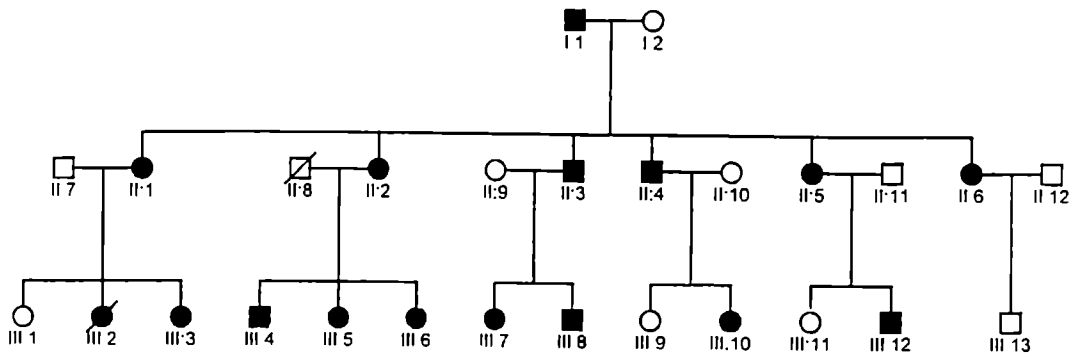 I 1 I 2
II 7 II·1 II·8 II·2 II:9 II·3 II:4 II·10 II·5 II·11 II 6 II 12
III 1 III 2 III·3 III 4 III 5 III 6 III 7 III 8 III 9 III.10 III·11 III 12 III 13